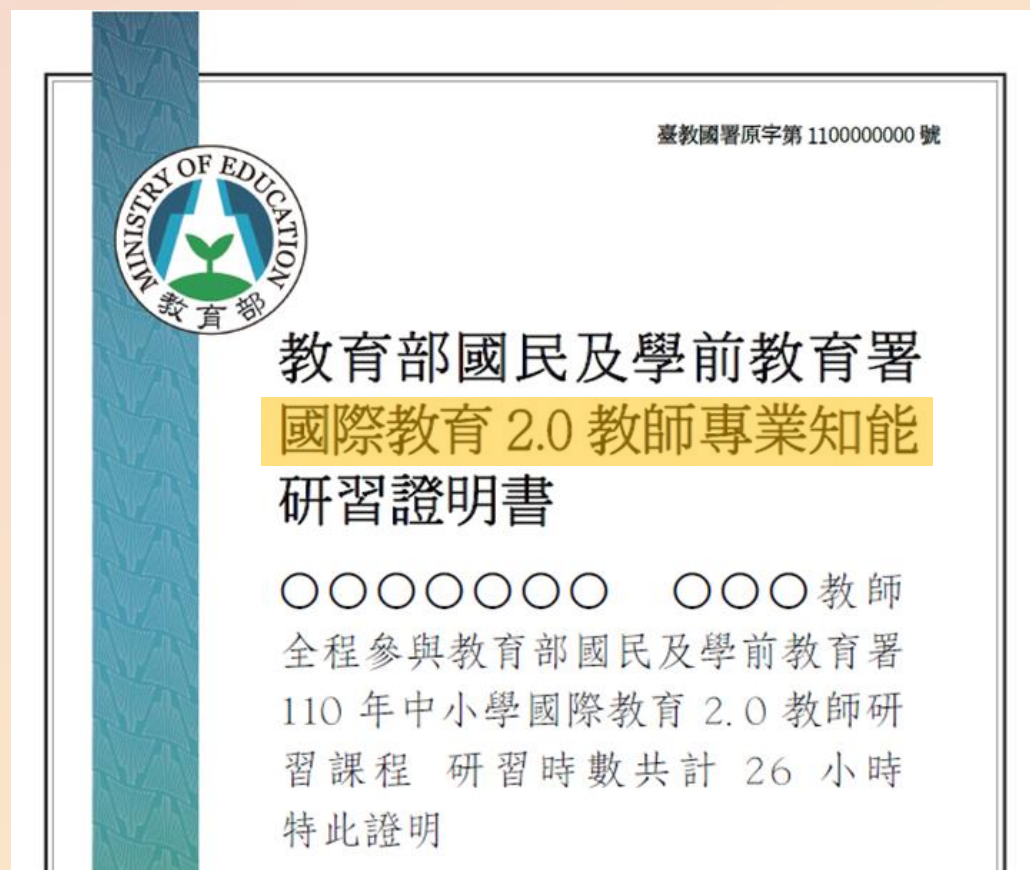 臺教國署原字第 1100000000 號
MINISTRY OF EDUCATION
教育部
教育部國民及學前教育署
國際教育 2.0 教師專業知能
研習證明書
○○○○○○○ ○○○教師
全程參與教育部國民及學前教育署
110 年中小學國際教育 2.0 教師研
習課程 研習時數共計 26 小時
特此證明